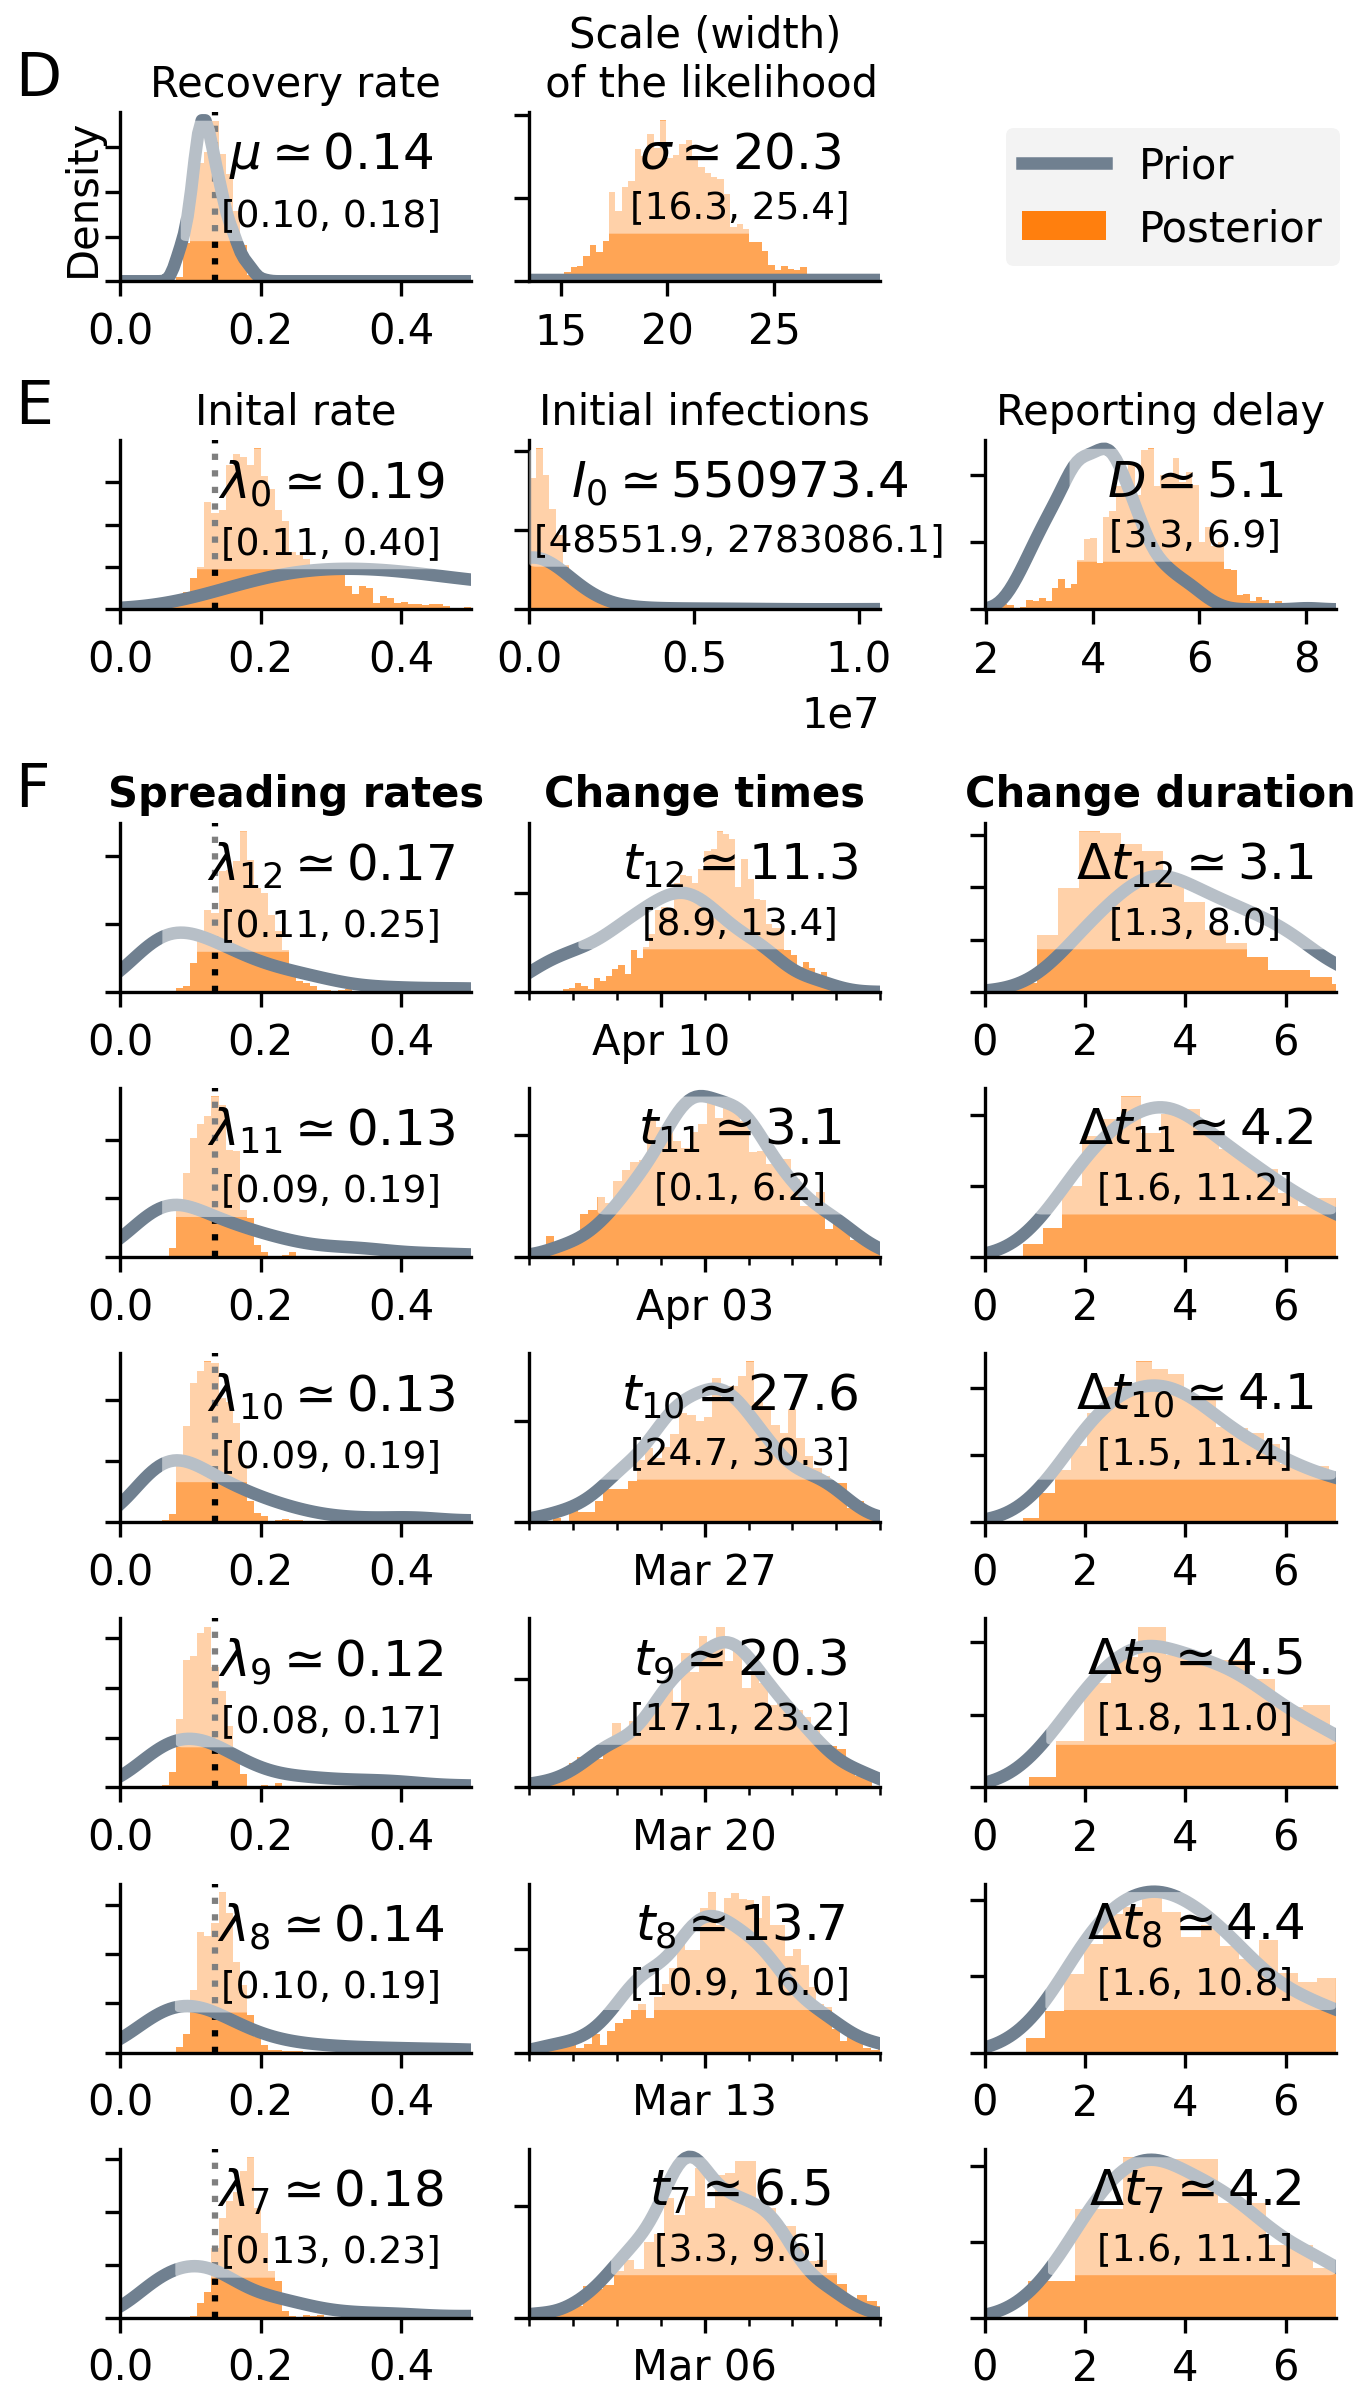 D
Recovery rate
Scale (width)
of the likelihood
Density
μ ≃ 0.14
[0.10, 0.18]
0.0 0.2 0.4
σ ≃ 20.3
[16.3, 25.4]
15 20 25
Prior
Posterior
E
Inital rate
λ0 ≃ 0.19
[0.11, 0.40]
0.0 0.2 0.4
Initial infections
I0 ≃ 550973.4
[48551.9, 2783086.1]
0.0 0.5 1.0
1e7
Reporting delay
D ≃ 5.1
[3.3, 6.9]
2 4 6 8
F
Spreading rates
Change times
Change duration
λ12 ≃ 0.17
[0.11, 0.25]
0.0 0.2 0.4
t12 ≃ 11.3
[8.9, 13.4]
Apr 10
Δt12 ≃ 3.1
[1.3, 8.0]
0 2 4 6
λ11 ≃ 0.13
[0.09, 0.19]
0.0 0.2 0.4
t11 ≃ 3.1
[0.1, 6.2]
Apr 03
Δt11 ≃ 4.2
[1.6, 11.2]
0 2 4 6
λ10 ≃ 0.13
[0.09, 0.19]
0.0 0.2 0.4
t10 ≃ 27.6
[24.7, 30.3]
Mar 27
Δt10 ≃ 4.1
[1.5, 11.4]
0 2 4 6
λ9 ≃ 0.12
[0.08, 0.17]
0.0 0.2 0.4
t9 ≃ 20.3
[17.1, 23.2]
Mar 20
Δt9 ≃ 4.5
[1.8, 11.0]
0 2 4 6
λ8 ≃ 0.14
[0.10, 0.19]
0.0 0.2 0.4
t8 ≃ 13.7
[10.9, 16.0]
Mar 13
Δt8 ≃ 4.4
[1.6, 10.8]
0 2 4 6
λ7 ≃ 0.18
[0.13, 0.23]
0.0 0.2 0.4
t7 ≃ 6.5
[3.3, 9.6]
Mar 06
Δt7 ≃ 4.2
[1.6, 11.1]
0 2 4 6